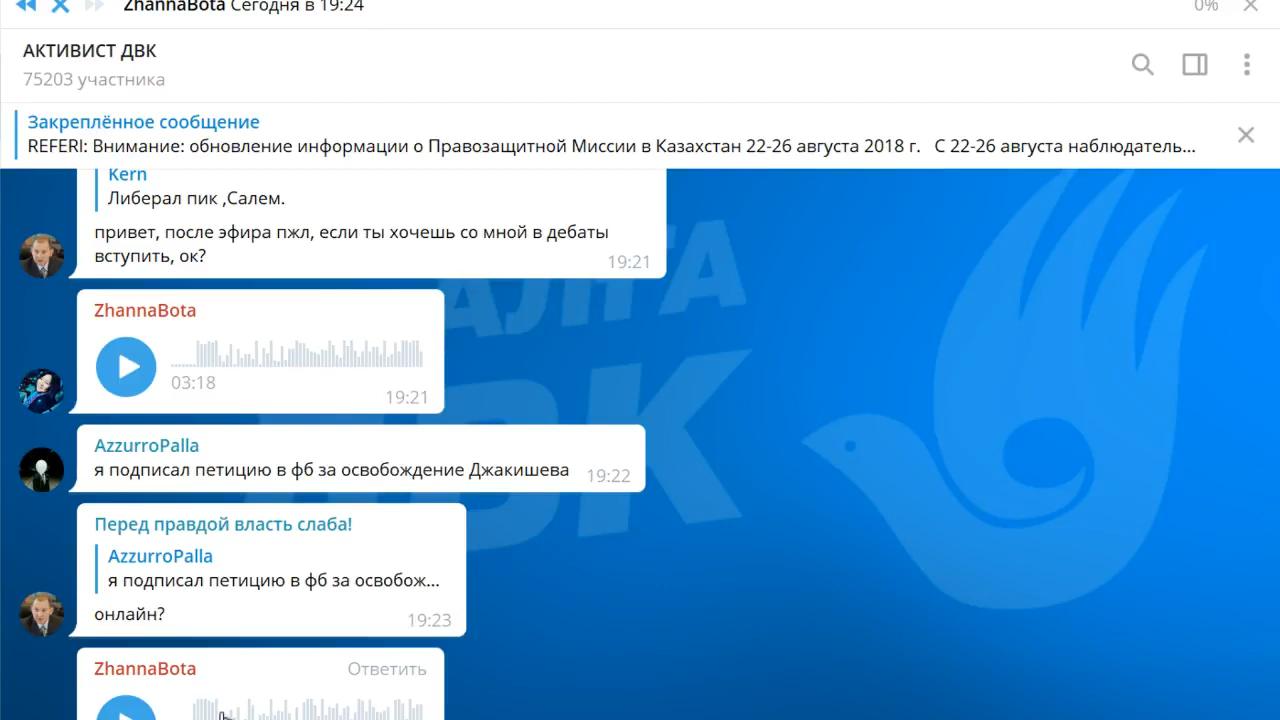 ZhannaBota Сегодня в 19:24
0%
АКТИВИСТ ДВК
75203 участника
Закреплённое сообщение
REFERI: Внимание: обновление информации о Правозащитной Миссии в Казахстан 22-26 августа 2018 г. С 22-26 августа наблюдатель...
Kern
Либерал пик ,Салем.
привет, после эфира пжл, если ты хочешь со мной в дебаты
вступить, ок?
19:21
ZhannaBota
03:18
19:21
AzzurroPalla
я подписал петицию в фб за освобождение Джакишева
19:22
Перед правдой власть слаба!
AzzurroPalla
я подписал петицию в фб за освобож...
онлайн?
19:23
ZhannaBota
Ответить
АЛҒА
ДВК